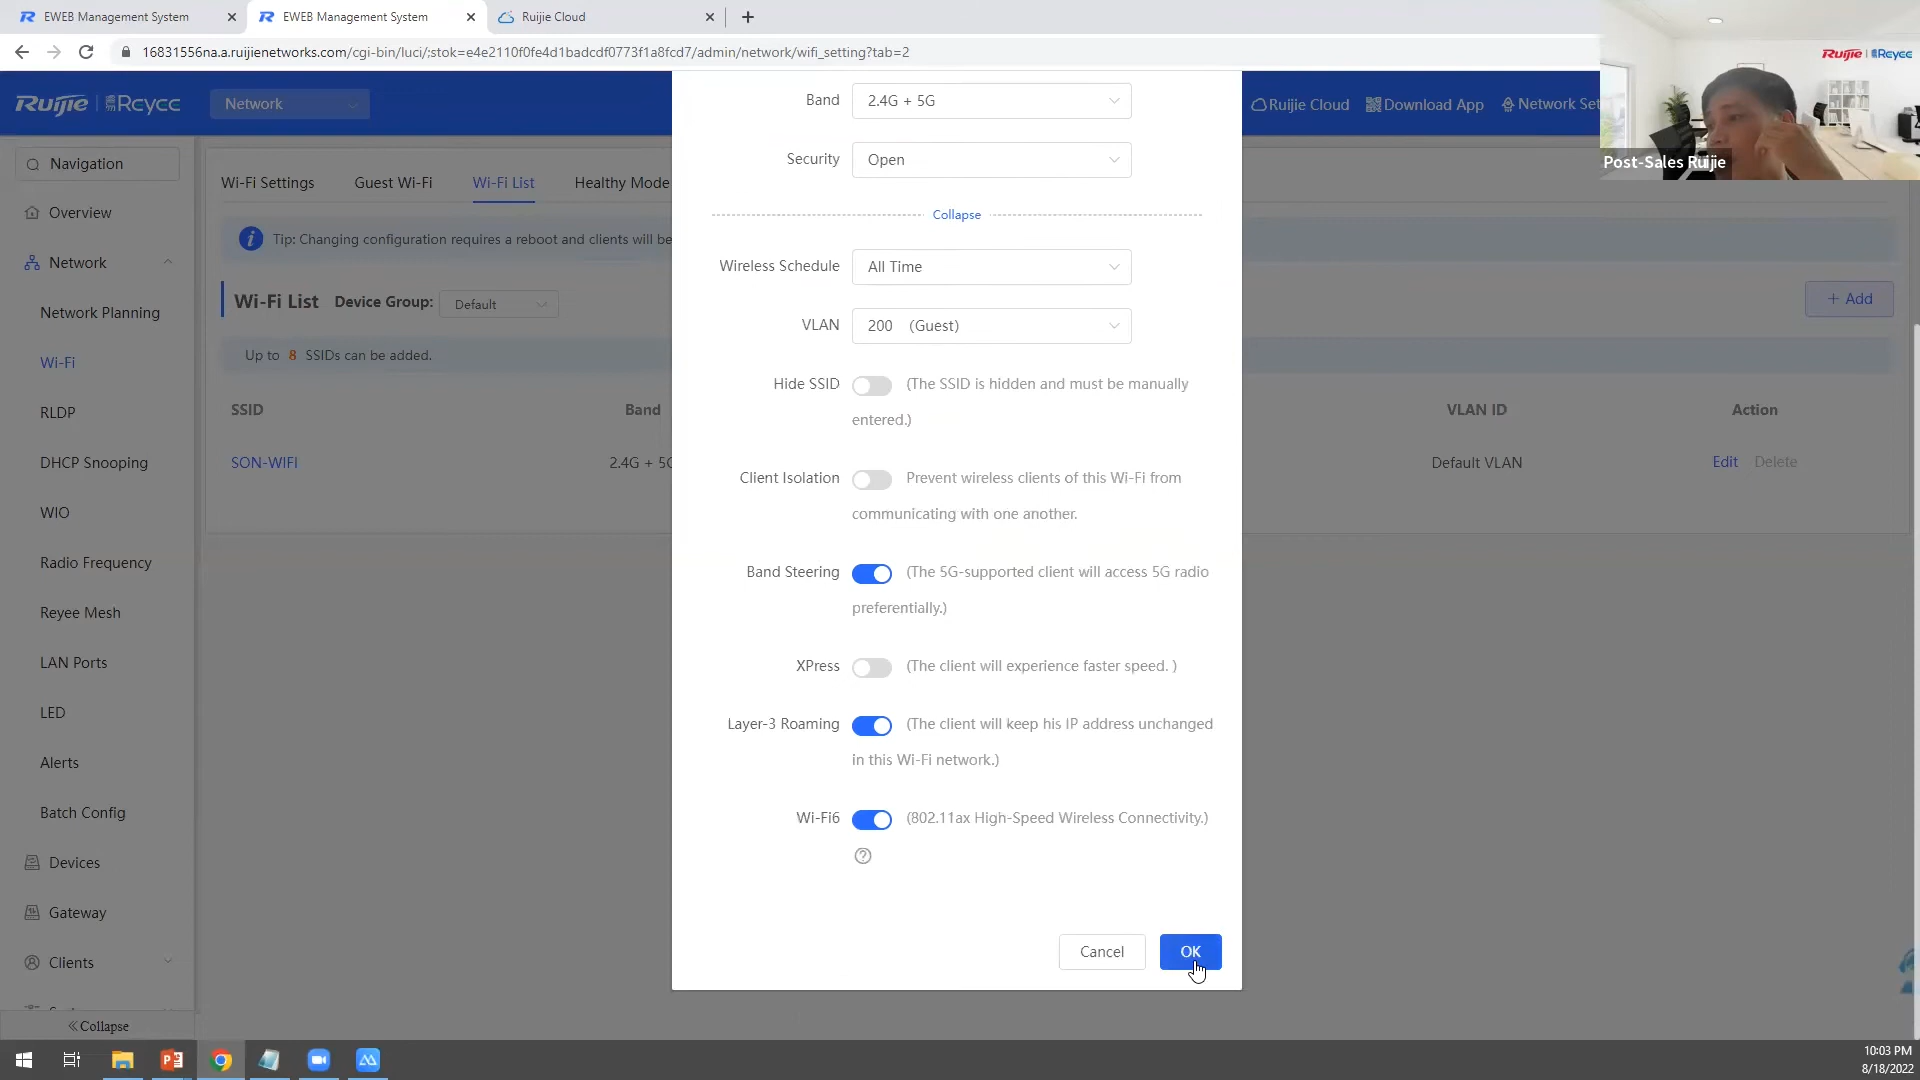 EWEB Management System
EWEB Management System
Ruijie Cloud
16831556na.a.ruijienetworks.com/cgi-bin/luci/;stok=e4e2110f0fe4d1badcdf0773f1a8fcd7/admin/network/wifi_setting?tab=2
Ruijie | Reyee
Network
Ruijie Cloud
Download App
Network Set
Ruijie | Reyee
Post-Sales Ruijie
Navigation
Overview
Network
Network Planning
Wi-Fi
RLDP
DHCP Snooping
WIO
Radio Frequency
Reyee Mesh
LAN Ports
LED
Alerts
Batch Config
Devices
Gateway
Clients
Collapse
Wi-Fi Settings
Guest Wi-Fi
Wi-Fi List
Healthy Mode
Tip: Changing configuration requires a reboot and clients will be
Wi-Fi List Device Group: Default
+ Add
Up to 8 SSIDs can be added.
SSID Band VLAN ID Action
SON-WIFI 2.4G + 5G Default VLAN Edit Delete
Band 2.4G + 5G
Security Open
Collapse
Wireless Schedule All Time
VLAN 200 (Guest)
Hide SSID (The SSID is hidden and must be manually
entered.)
Client Isolation Prevent wireless clients of this Wi-Fi from
communicating with one another.
Band Steering (The 5G-supported client will access 5G radio
preferentially.)
XPress (The client will experience faster speed. )
Layer-3 Roaming (The client will keep his IP address unchanged
in this Wi-Fi network.)
Wi-Fi6 (802.11ax High-Speed Wireless Connectivity.)
?
Cancel OK
10:03 PM
8/18/2022